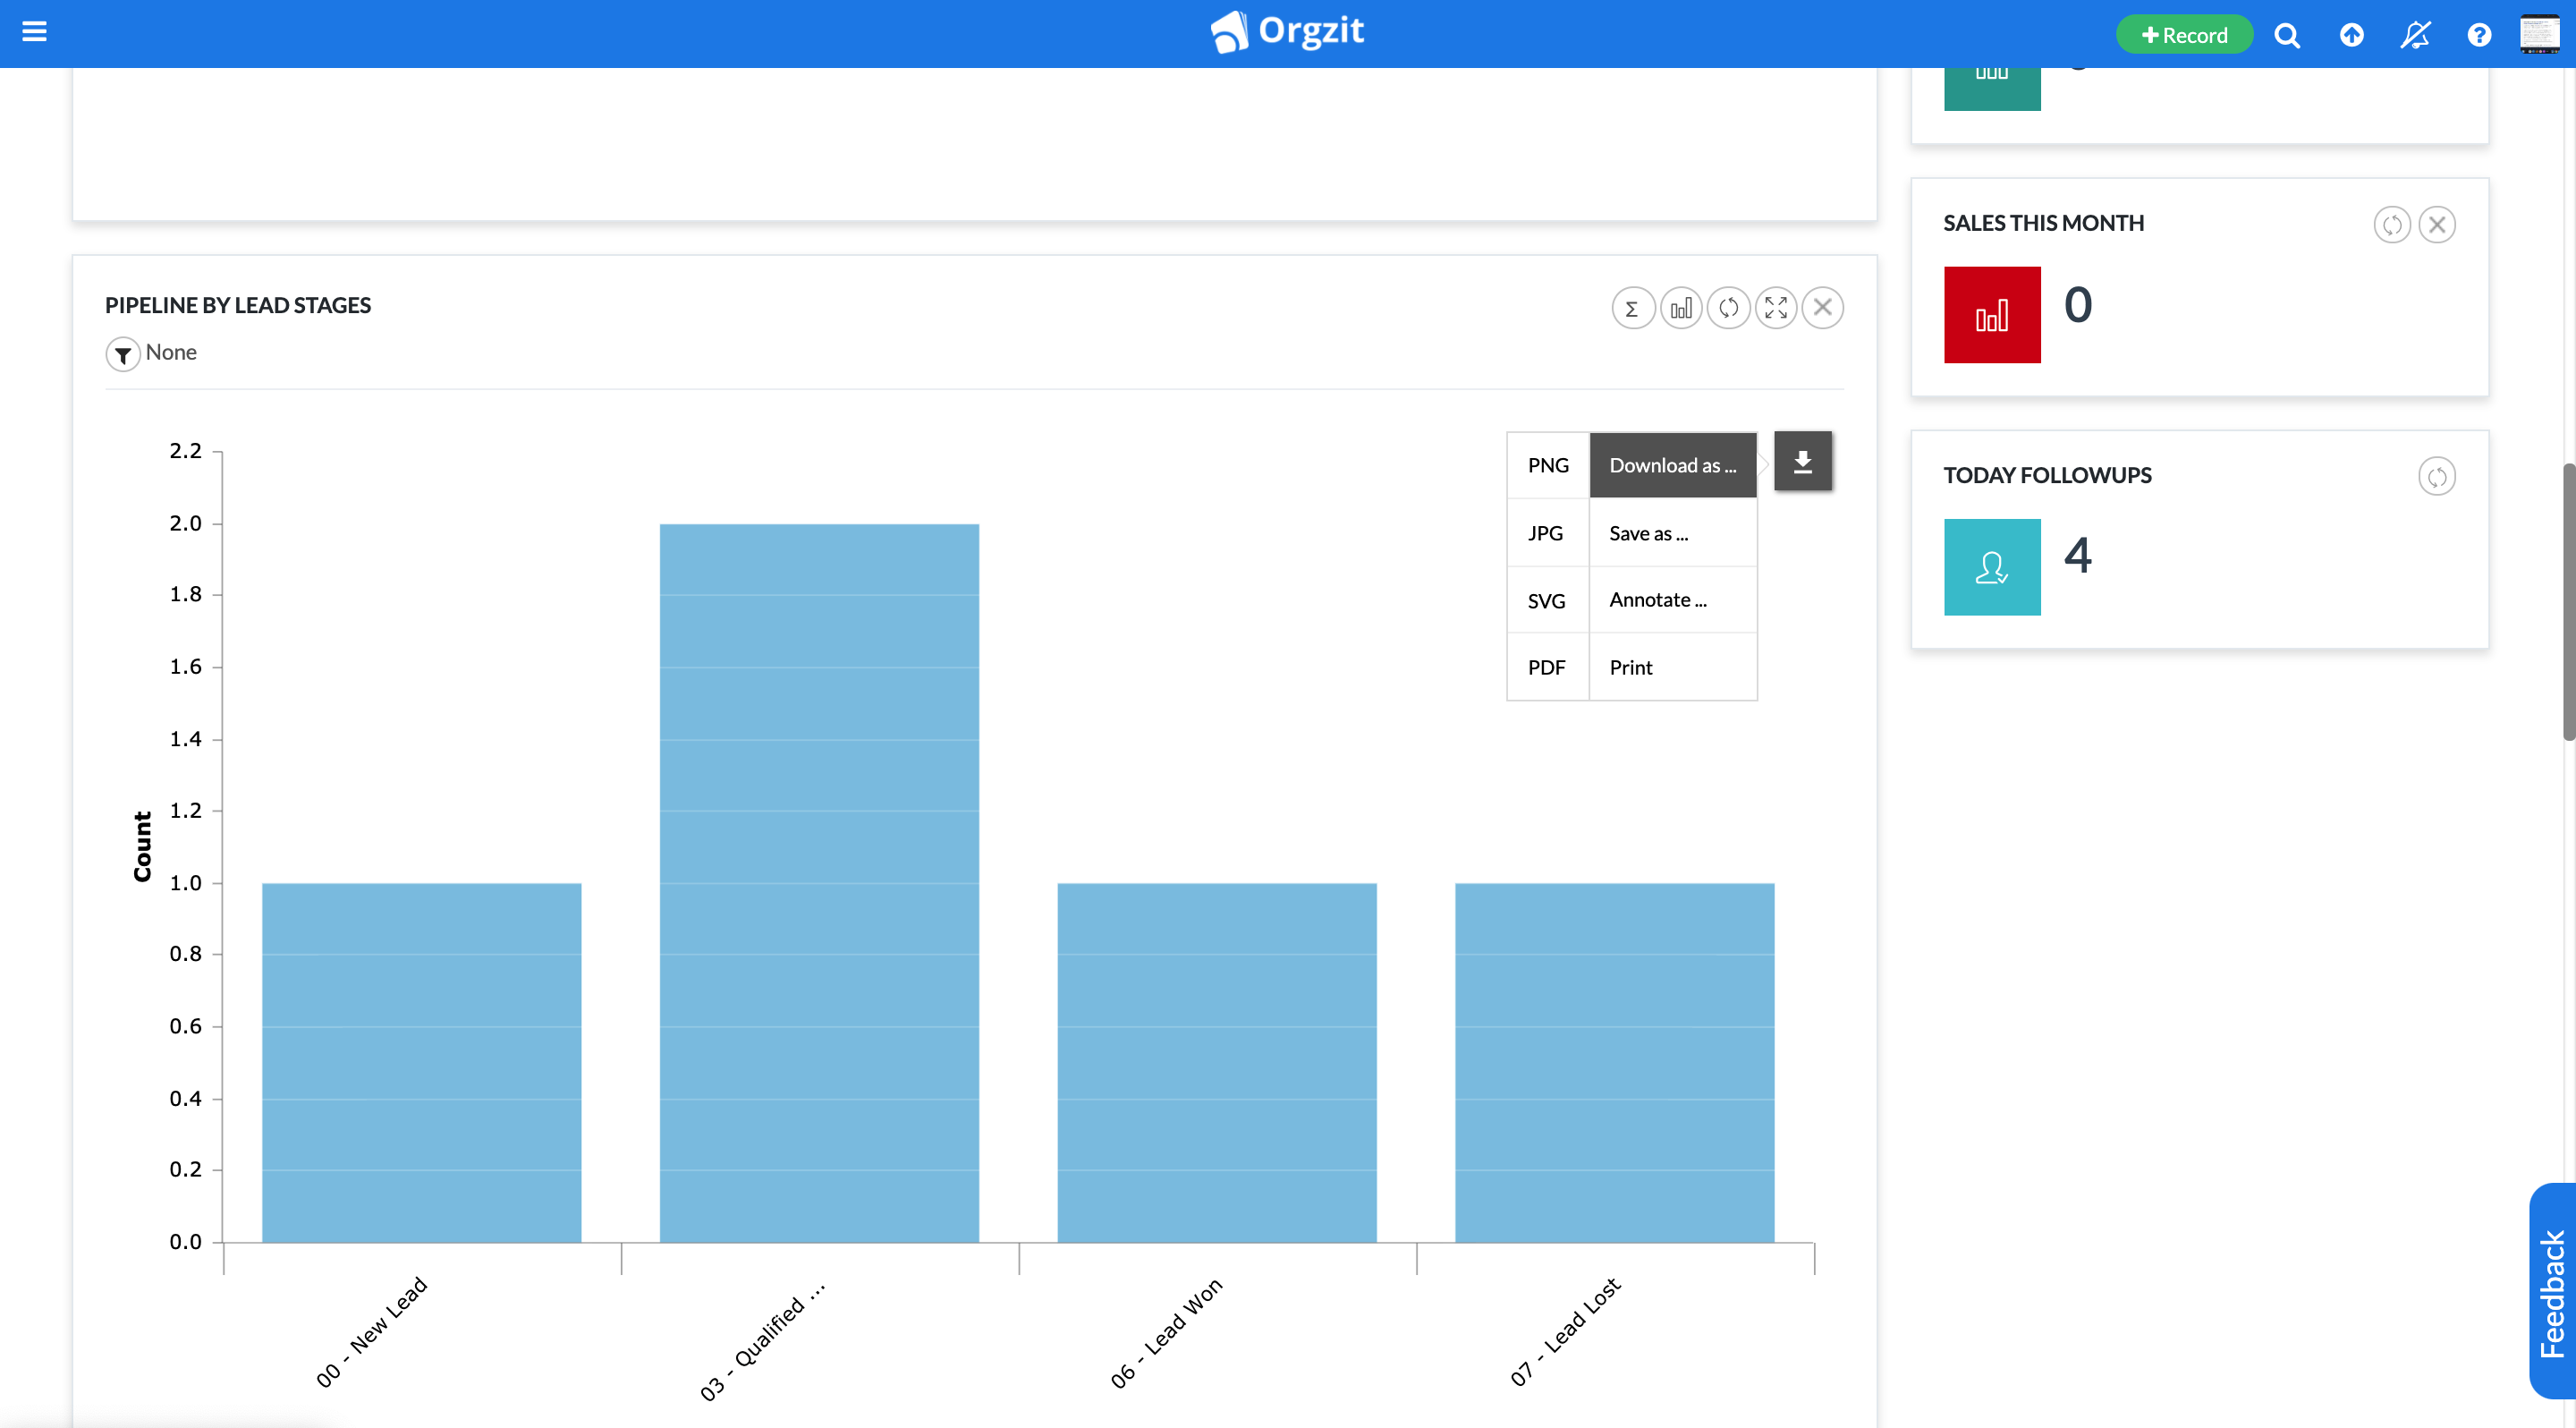 Orgzit
+ Record
SALES THIS MONTH
0
PIPELINE BY LEAD STAGES
Σ
None
TODAY FOLLOWUPS
4
PNG
Download as ...
JPG
Save as ...
SVG
Annotate ...
PDF
Print
Count
2.2
2.0
1.8
1.6
1.4
1.2
1.0
0.8
0.6
0.4
0.2
0.0
00 - New Lead
03 - Qualified ...
06 - Lead Won
07 - Lead Lost
Feedback